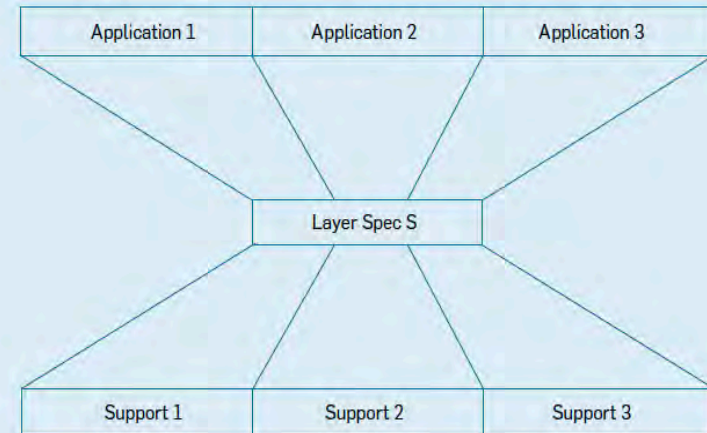 Application 1
Application 2
Application 3
Layer Spec S
Support 1
Support 2
Support 3